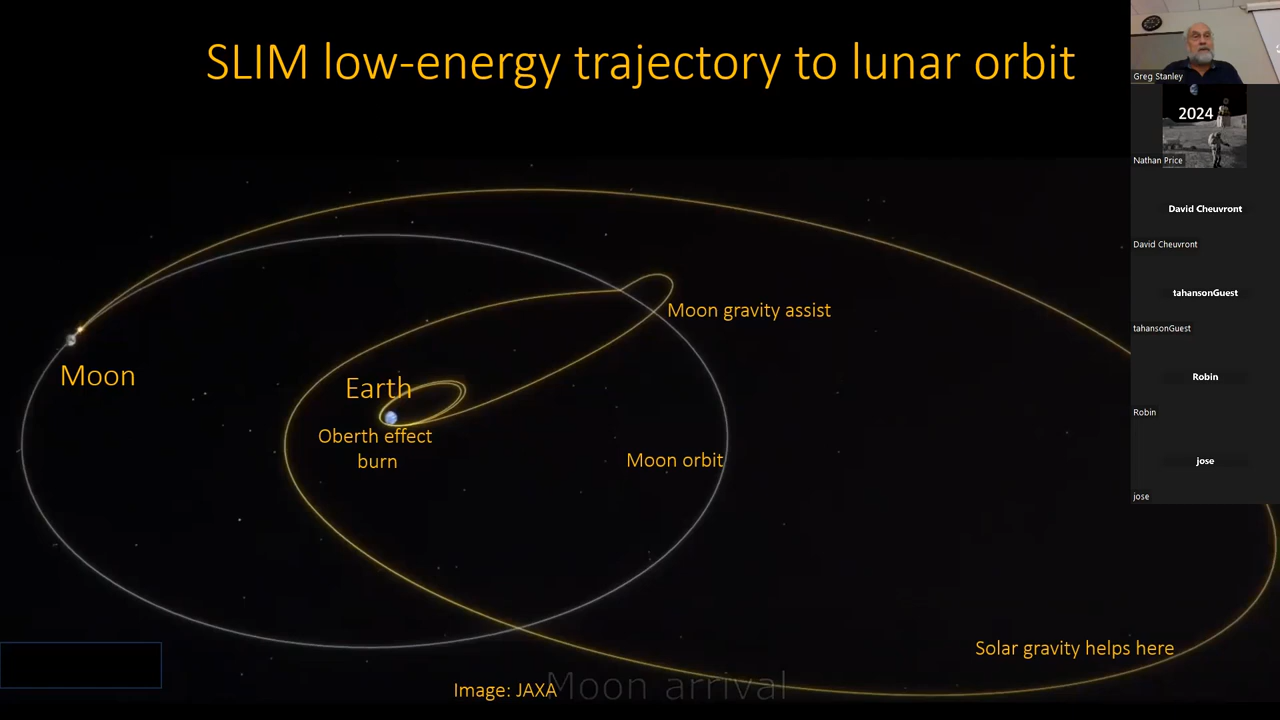 SLIM low-energy trajectory to lunar orbit
Moon gravity assist
Moon
Earth
Oberth effect
burn
Moon orbit
Solar gravity helps here
Image: JAXA
Moon arrival
Greg Stanley
2024
Nathan Price
David Cheuvront
David Cheuvront
tahansonGuest
tahansonGuest
Robin
Robin
jose
jose